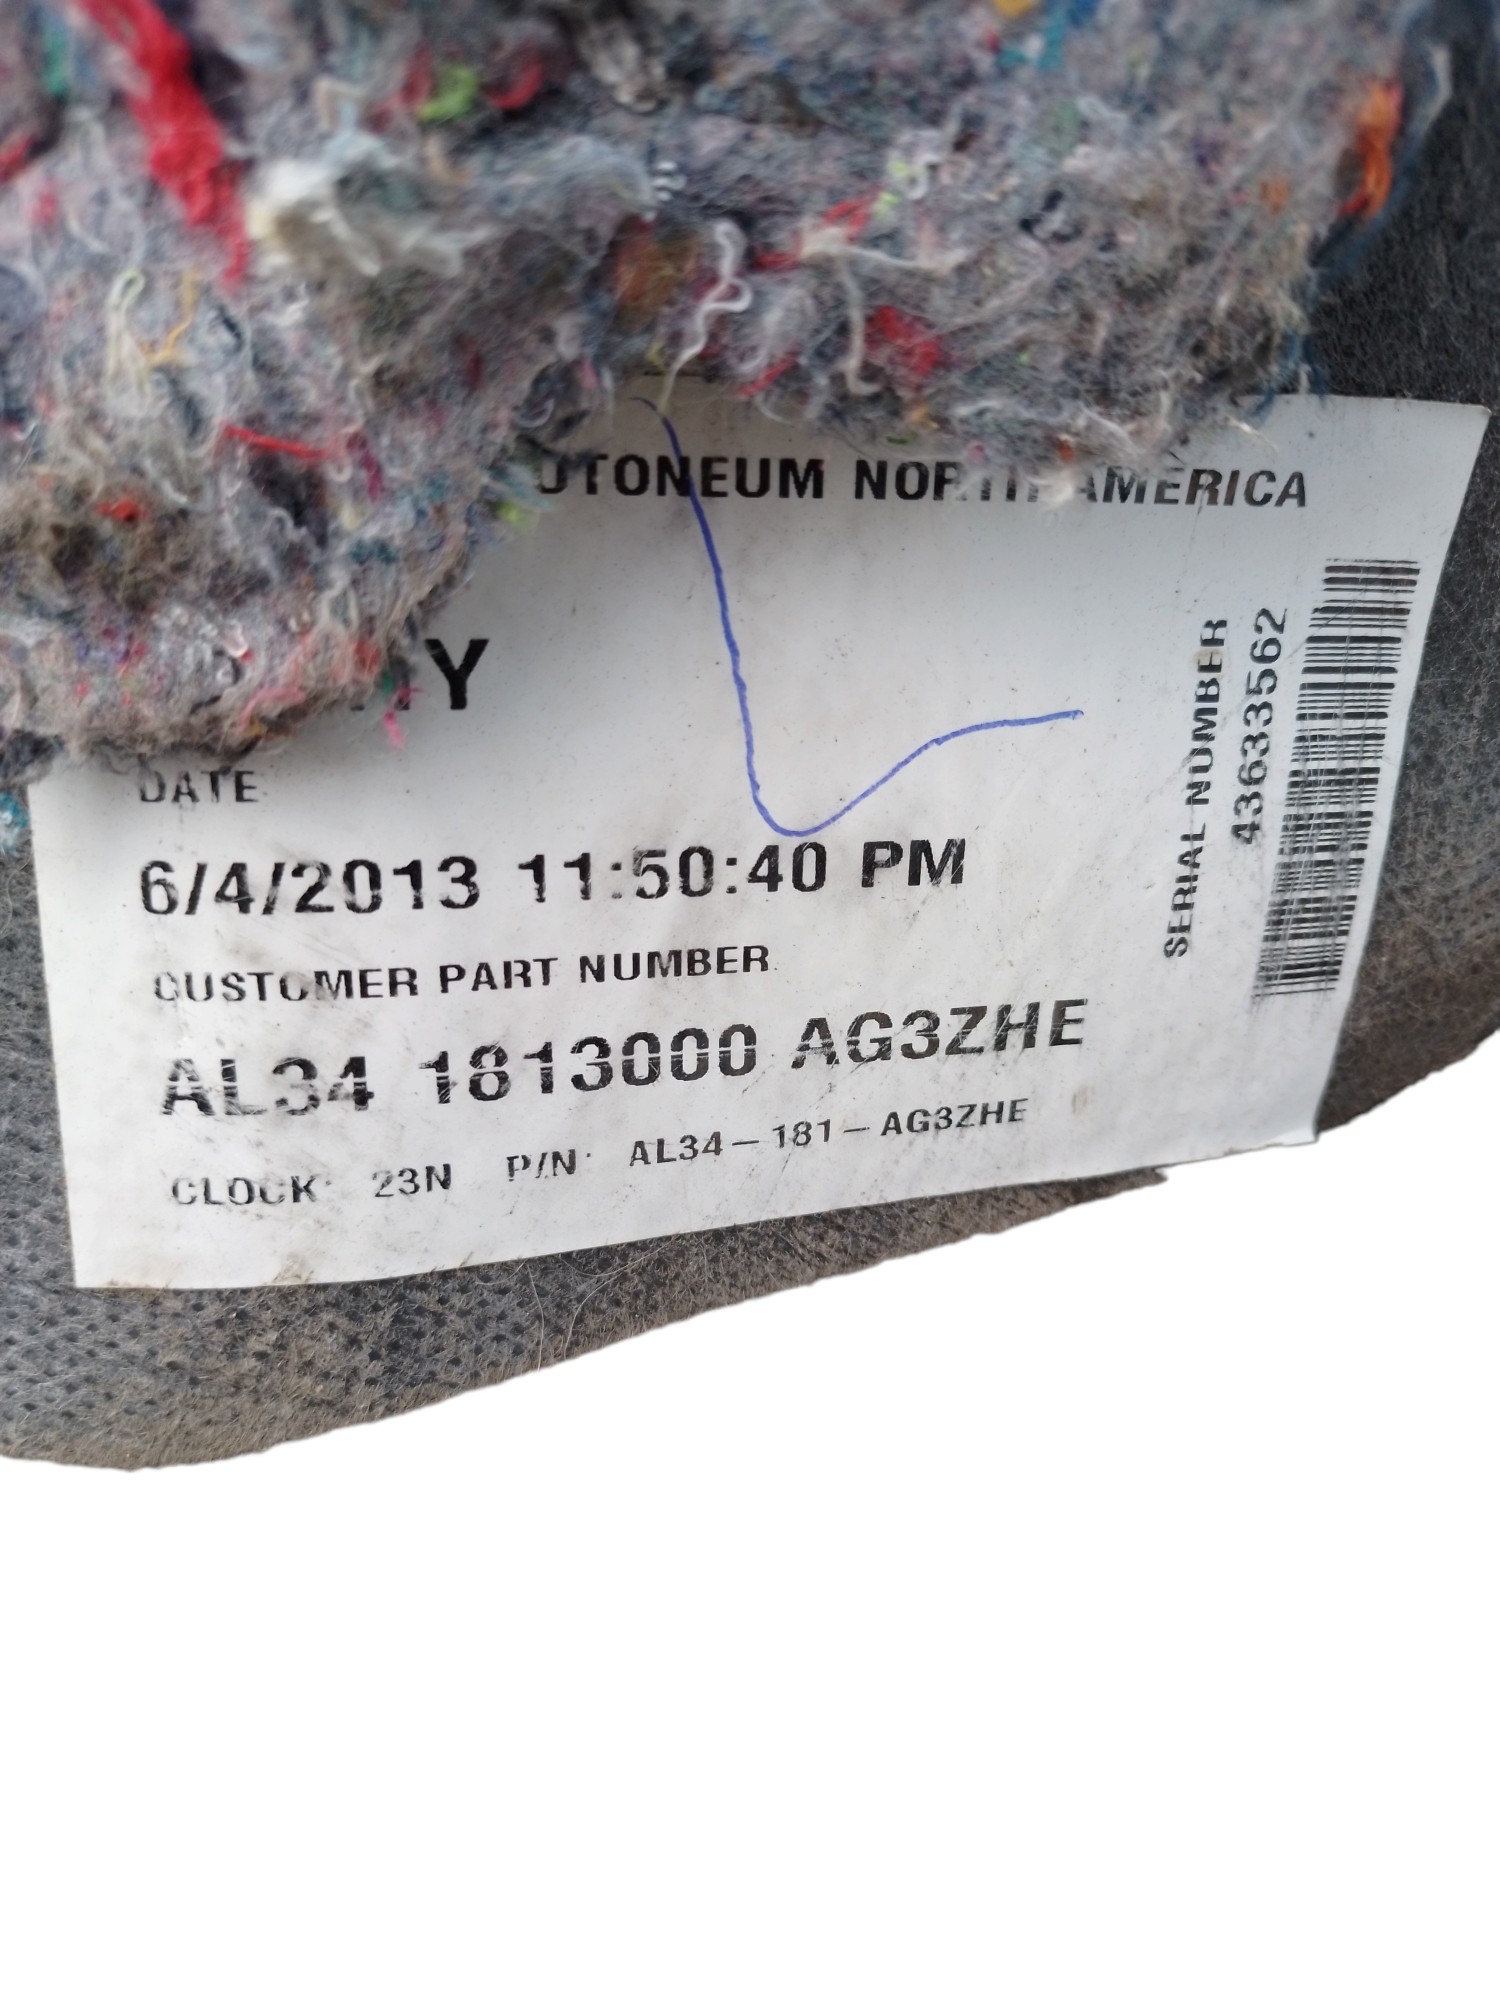 UTONEUM NORTH AMERICA
Y
DATE
6/4/2013 11:50:40 PM
CUSTOMER PART NUMBER
AL34 1813000 AG3ZHE
CLOCK: 23N P/N: AL34-181-AG3ZHE
SERIAL NUMBER
43633562